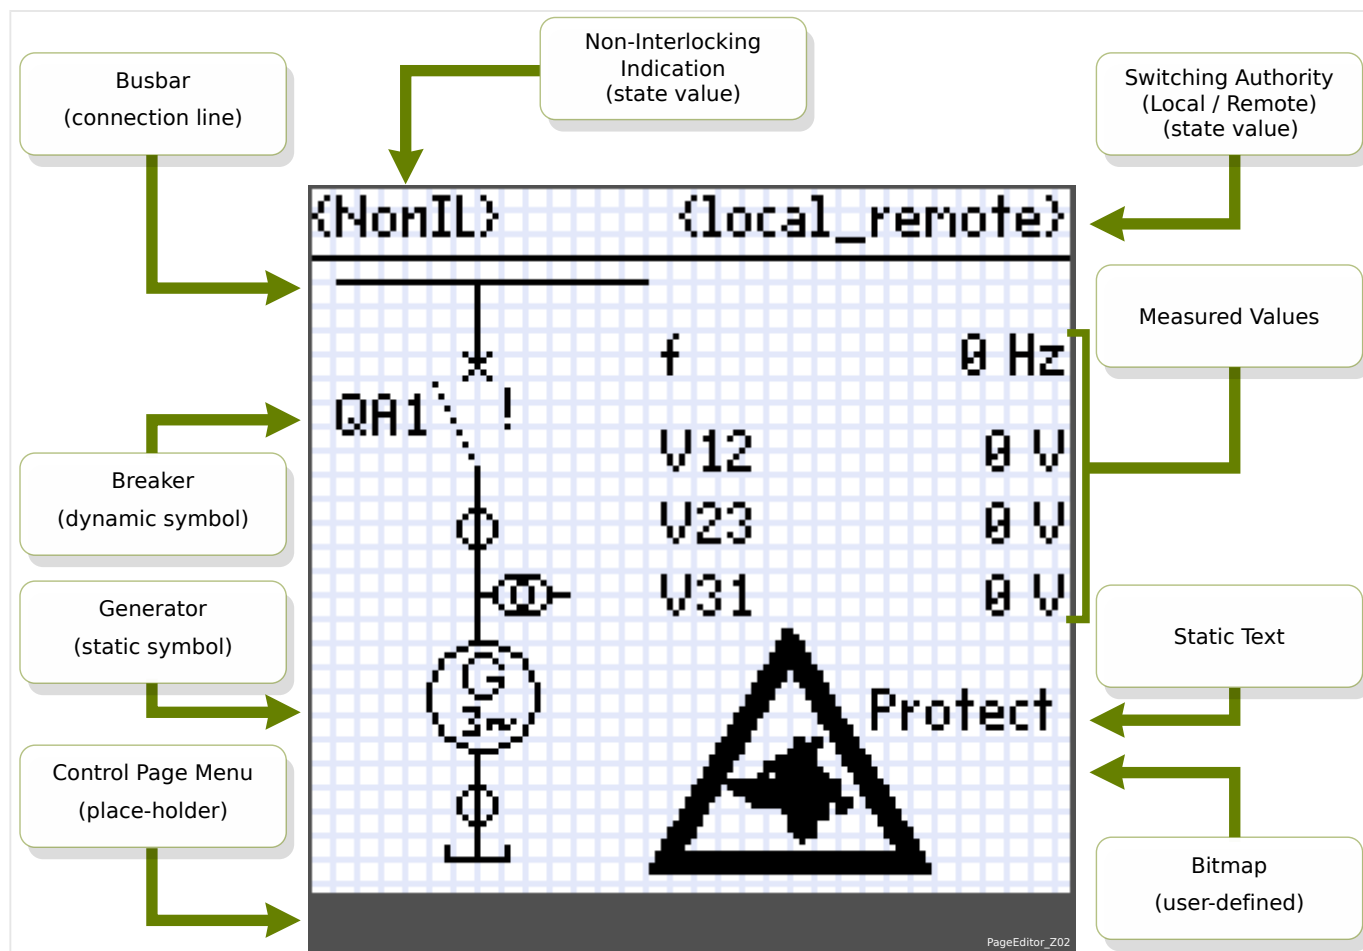 Non-Interlocking
Indication
(state value)
Busbar
(connection line)
Switching Authority
(Local / Remote)
(state value)
{NonIL}
{local_remote}
Measured Values
f
0 Hz
QA1
!
V12
0 V
Breaker
(dynamic symbol)
V23
0 V
Generator
(static symbol)
V31
0 V
Static Text
G
3~
Protect
Control Page Menu
(place-holder)
Bitmap
(user-defined)
PageEditor_Z02